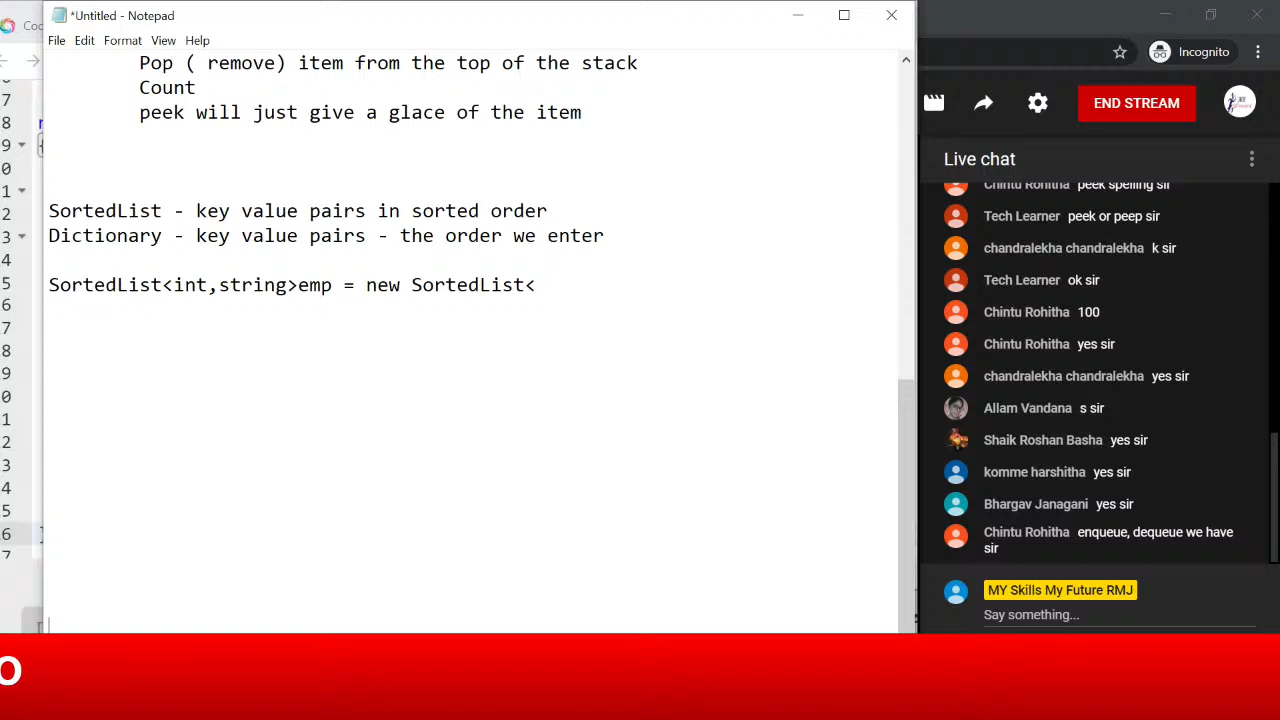 *Untitled - Notepad
File Edit Format View Help
Pop ( remove) item from the top of the stack
Count
peek will just give a glace of the item
SortedList - key value pairs in sorted order
Dictionary - key value pairs - the order we enter
SortedList<int,string>emp = new SortedList<
Incognito
END STREAM
Live chat
Chintu Rohitha peek spelling sir
Tech Learner peek or peep sir
chandralekha chandralekha k sir
Tech Learner ok sir
Chintu Rohitha 100
Chintu Rohitha yes sir
chandralekha chandralekha yes sir
Allam Vandana s sir
Shaik Roshan Basha yes sir
komme harshitha yes sir
Bhargav Janagani yes sir
Chintu Rohitha enqueue, dequeue we have
sir
MY Skills My Future RMJ
Say something...